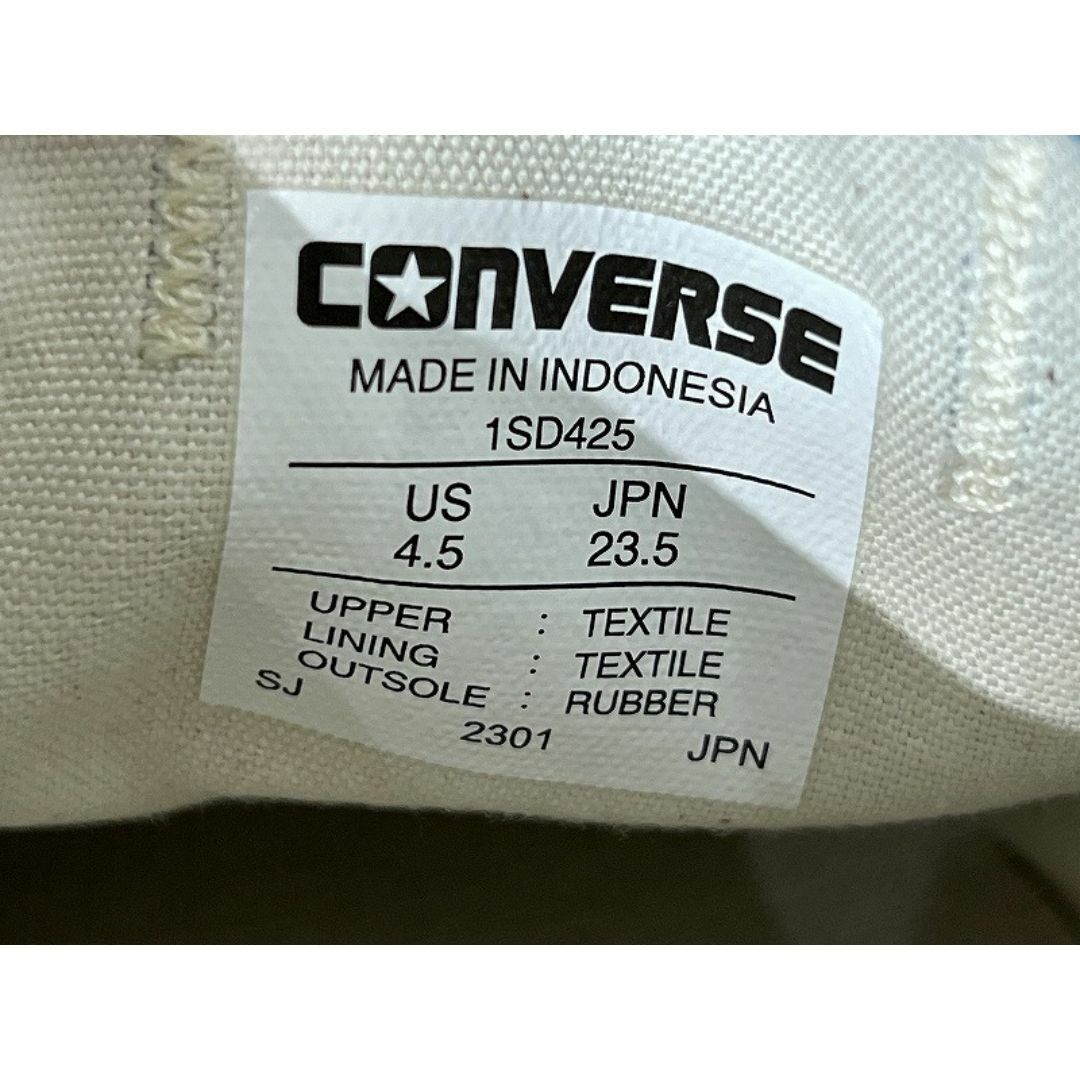 CONVERSE
MADE IN INDONESIA
1SD425
US JPN
4.5 23.5
UPPER : TEXTILE
LINING : TEXTILE
OUTSOLE : RUBBER
SJ 2301 JPN